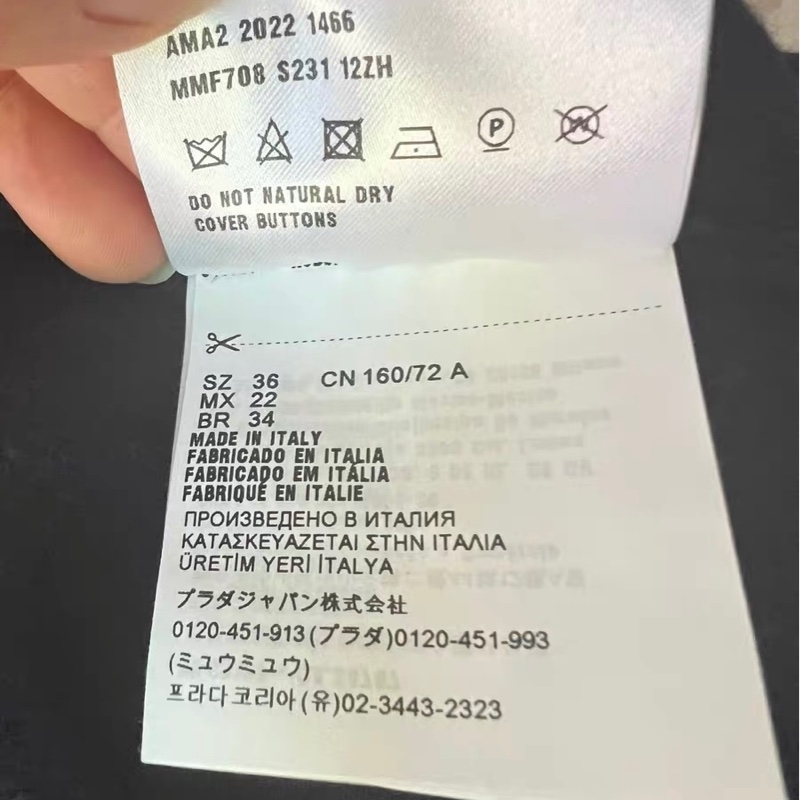 AMA2 2022 1466
MMF708 S231 12ZH
P
W
DO NOT NATURAL DRY
COVER BUTTONS
SZ 36 CN 160/72 A
MX 22
BR 34
MADE IN ITALY
FABRICADO EN ITALIA
FABRICADO EM ITÁLIA
FABRIQUÉ EN ITALIE
ПРОИЗВЕДЕНО В ИТАЛИЯ
ΚΑΤΑΣΚΕΥΑΖΕΤΑΙ ΣΤΗΝ ΙΤΑΛΙΑ
ÜRETİM YERİ İTALYA
プラダジャパン株式会社
0120-451-913(プラダ)0120-451-993
(ミュウミュウ)
프라다코리아(유)02-3443-2323